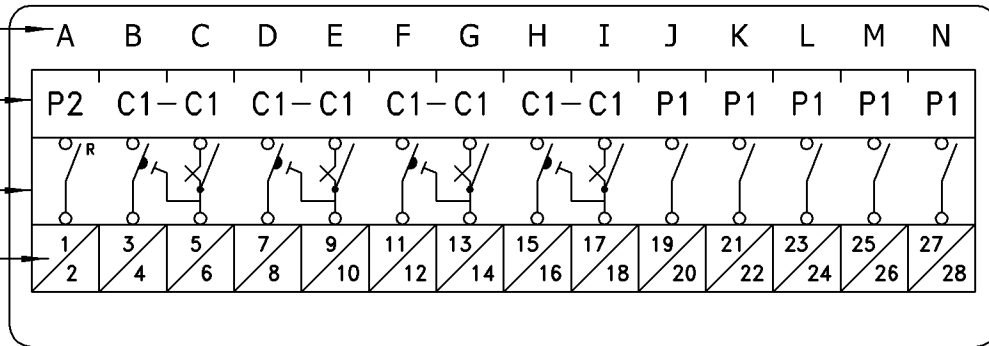 A B C D E F G H I J K L M N
P2 C1-C1 C1-C1 C1-C1 C1-C1 P1 P1 P1 P1 P1
R
1 3 5 7 9 11 13 15 17 19 21 23 25 27
2 4 6 8 10 12 14 16 18 20 22 24 26 28